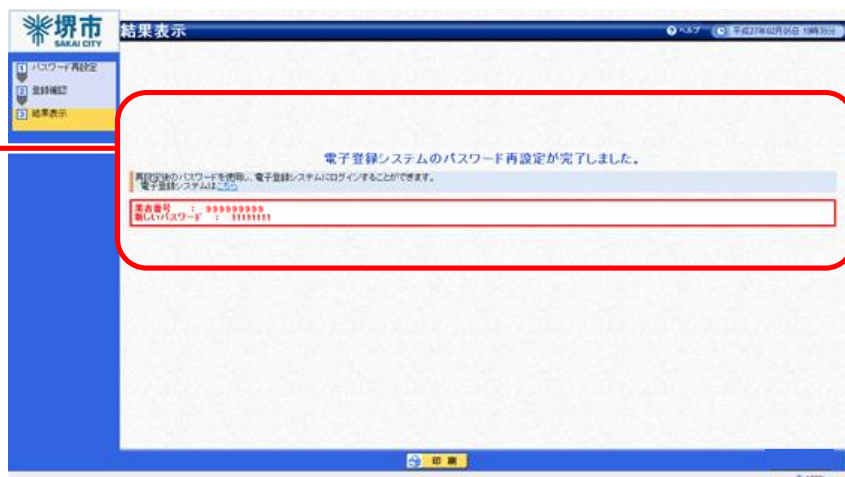 堺市
SAKAI CITY
結果表示
ヘルプ
平成27年02月05日 19時36分
1 パスワード再設定
2 登録確認
3 結果表示
電子登録システムのパスワード再設定が完了しました。
再設定後のパスワードを使用し、電子登録システムにログインすることができます。
電子登録システムはこちら
業者番号 : 999999999
新しいパスワード : 11111111
印刷